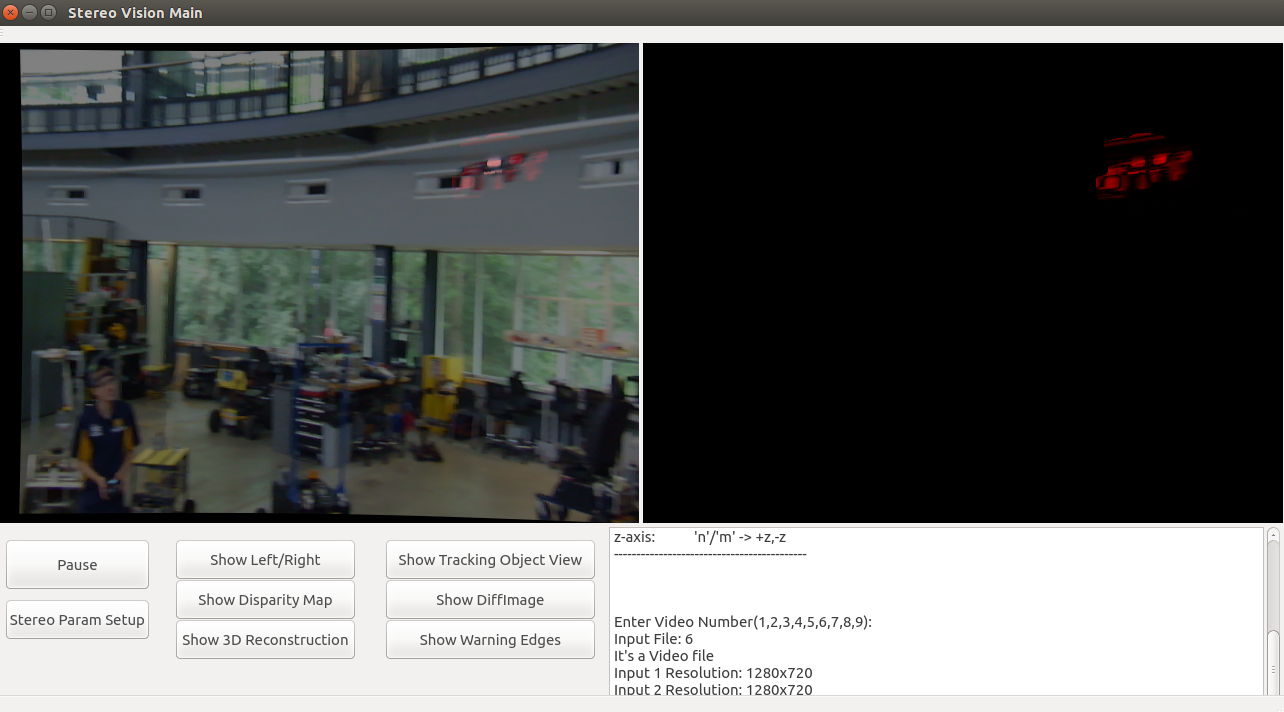 Stereo Vision Main
Pause
Stereo Param Setup
Show Left/Right
Show Disparity Map
Show 3D Reconstruction
Show Tracking Object View
Show DiffImage
Show Warning Edges
z-axis: 'n'/'m' -> +z,-z
--------------------------------------------
Enter Video Number(1,2,3,4,5,6,7,8,9):
Input File: 6
It's a Video file
Input 1 Resolution: 1280x720
Input 2 Resolution: 1280x720